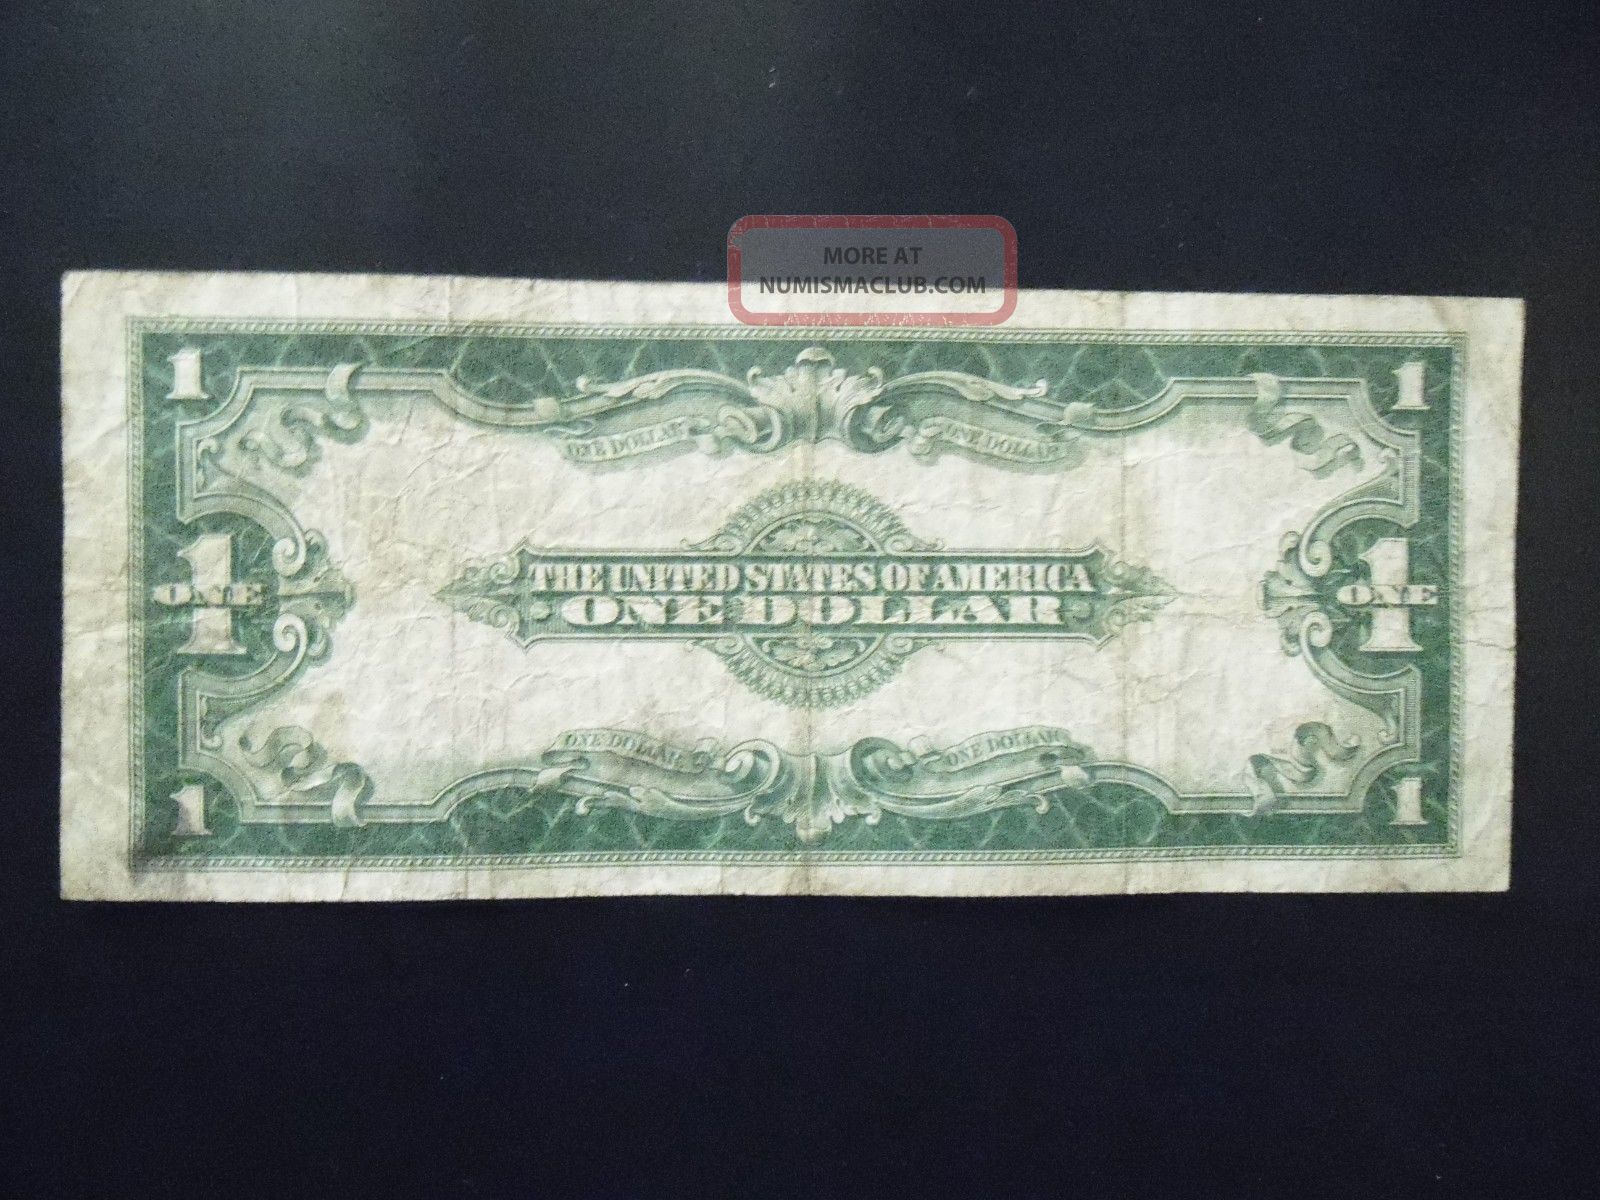 MORE AT
NUMISMACLUB.COM
1 1
ONE DOLLAR ONE DOLLAR
THE UNITED STATES OF AMERICA
1 ONE 1 ONE
ONE DOLLAR
ONE DOLLAR ONE DOLLAR
1 1